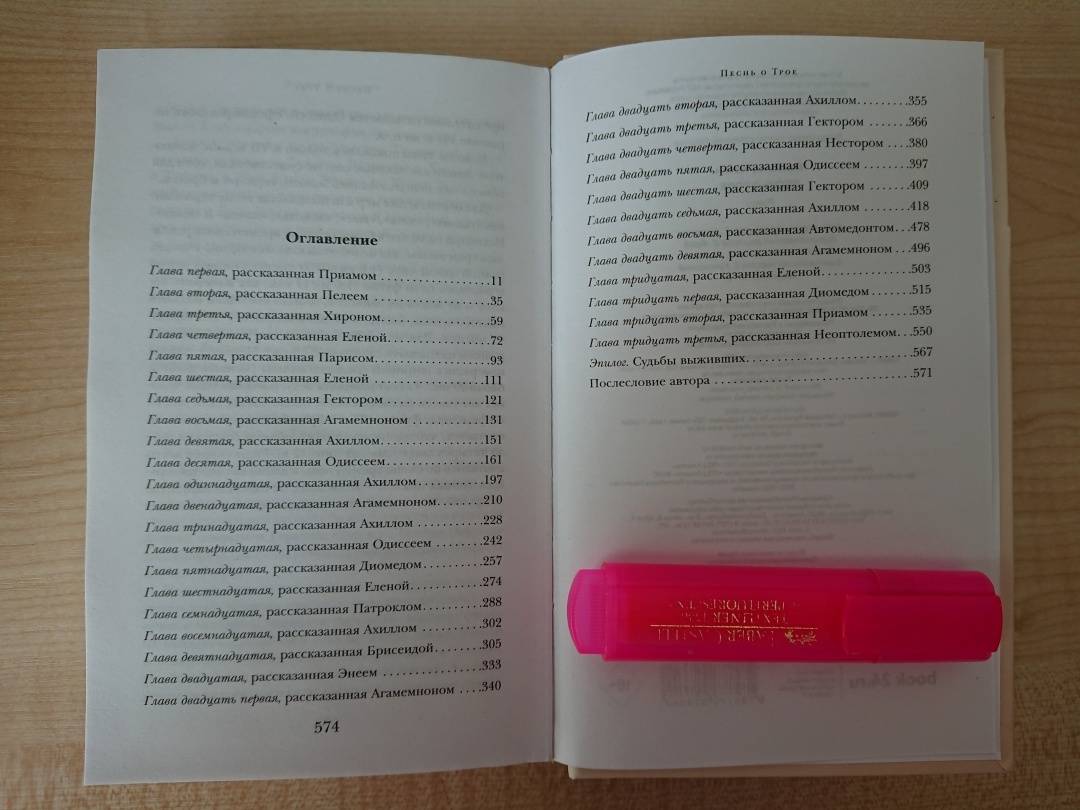 Оглавление
Глава первая, рассказанная Приамом . . . . . . . . . . . . . . . . .11
Глава вторая, рассказанная Пелеем . . . . . . . . . . . . . . . . . .35
Глава третья, рассказанная Хироном. . . . . . . . . . . . . . . . .59
Глава четвертая, рассказанная Еленой. . . . . . . . . . . . . . . .72
Глава пятая, рассказанная Парисом. . . . . . . . . . . . . . . . . .93
Глава шестая, рассказанная Еленой . . . . . . . . . . . . . . . . .111
Глава седьмая, рассказанная Гектором . . . . . . . . . . . . . . .121
Глава восьмая, рассказанная Агамемноном . . . . . . . . . . .131
Глава девятая, рассказанная Ахиллом. . . . . . . . . . . . . . . .151
Глава десятая, рассказанная Одиссеем. . . . . . . . . . . . . . .161
Глава одиннадцатая, рассказанная Ахиллом . . . . . . . . . .197
Глава двенадцатая, рассказанная Агамемноном. . . . . . .210
Глава тринадцатая, рассказанная Ахиллом . . . . . . . . . . .228
Глава четырнадцатая, рассказанная Одиссеем . . . . . . . .242
Глава пятнадцатая, рассказанная Диомедом. . . . . . . . . .257
Глава шестнадцатая, рассказанная Еленой. . . . . . . . . . . .274
Глава семнадцатая, рассказанная Патроклом . . . . . . . . .288
Глава восемнадцатая, рассказанная Ахиллом . . . . . . . . .302
Глава девятнадцатая, рассказанная Брисеидой. . . . . . . .305
Глава двадцатая, рассказанная Энеем . . . . . . . . . . . . . . .333
Глава двадцать первая, рассказанная Агамемноном . . . .340
574
Песнь о Трое
Глава двадцать вторая, рассказанная Ахиллом. . . . . . . . .355
Глава двадцать третья, рассказанная Гектором . . . . . . .366
Глава двадцать четвертая, рассказанная Нестором . . . .380
Глава двадцать пятая, рассказанная Одиссеем . . . . . . . .397
Глава двадцать шестая, рассказанная Гектором . . . . . . .409
Глава двадцать седьмая, рассказанная Ахиллом . . . . . . .418
Глава двадцать восьмая, рассказанная Автомедонтом. . .478
Глава двадцать девятая, рассказанная Агамемноном . . .496
Глава тридцатая, рассказанная Еленой. . . . . . . . . . . . . .503
Глава тридцать первая, рассказанная Диомедом . . . . . . .515
Глава тридцать вторая, рассказанная Приамом . . . . . . .535
Глава тридцать третья, рассказанная Неоптолемом. . . .550
Эпилог. Судьбы выживших. . . . . . . . . . . . . . . . . . . . . . . . .567
Послесловие автора . . . . . . . . . . . . . . . . . . . . . . . . . . . . . .571
FABER-CASTELL
TEXTLINER 1546
SUPERFLUORESCENT
book24.ru